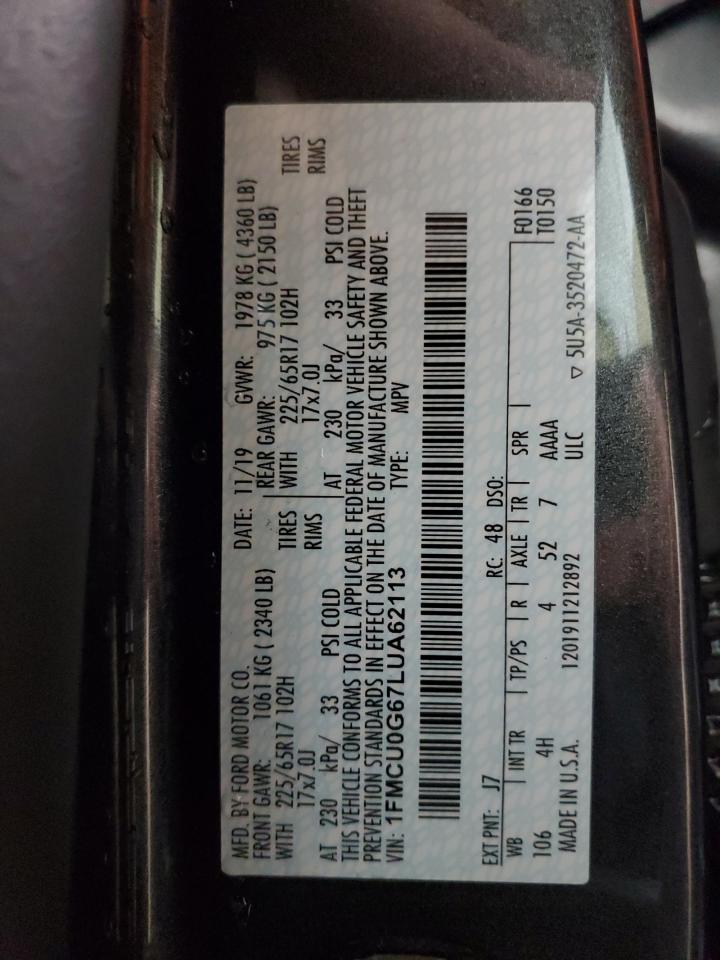 MFD. BY FORD MOTOR CO. DATE: 11/19 GVWR: 1978 KG ( 4360 LB)
FRONT GAWR: 1061 KG ( 2340 LB) REAR GAWR: 975 KG ( 2150 LB)
WITH 225/65R17 102H TIRES WITH 225/65R17 102H TIRES
17x7.0J RIMS 17x7.0J RIMS
AT 230 kPa/ 33 PSI COLD AT 230 kPa/ 33 PSI COLD
THIS VEHICLE CONFORMS TO ALL APPLICABLE FEDERAL MOTOR VEHICLE SAFETY AND THEFT
PREVENTION STANDARDS IN EFFECT ON THE DATE OF MANUFACTURE SHOWN ABOVE.
VIN: 1FMCU0G67LUA62113 TYPE: MPV
EXT PNT: J7 RC: 48 DSO:
WB INT TR TP/PS R AXLE TR SPR F0166
106 4H 4 52 7 AAAA T0150
MADE IN U.S.A. 1201911212892 ULC ▽ 5U5A-3520472-AA